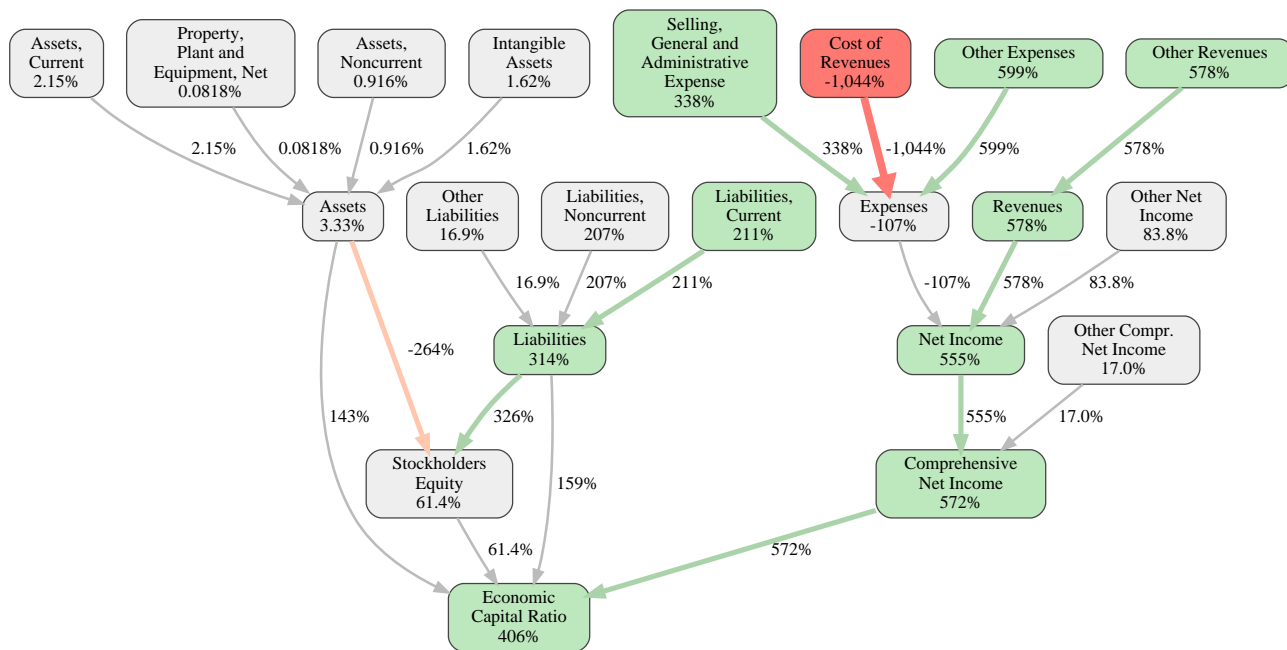 Assets,
Current
2.15%
Property,
Plant and
Equipment, Net
0.0818%
Assets,
Noncurrent
0.916%
Intangible
Assets
1.62%
Selling,
General and
Administrative
Expense
338%
Cost of
Revenues
-1,044%
Other Expenses
599%
Other Revenues
578%
2.15%
0.0818%
0.916%
1.62%
338%
-1,044%
599%
578%
Assets
3.33%
Other
Liabilities
16.9%
Liabilities,
Noncurrent
207%
Liabilities,
Current
211%
Expenses
-107%
Revenues
578%
Other Net
Income
83.8%
16.9%
207%
211%
-107%
578%
83.8%
-264%
Liabilities
314%
Net Income
555%
Other Compr.
Net Income
17.0%
143%
326%
555%
17.0%
Stockholders
Equity
61.4%
159%
Comprehensive
Net Income
572%
61.4%
572%
Economic
Capital Ratio
406%